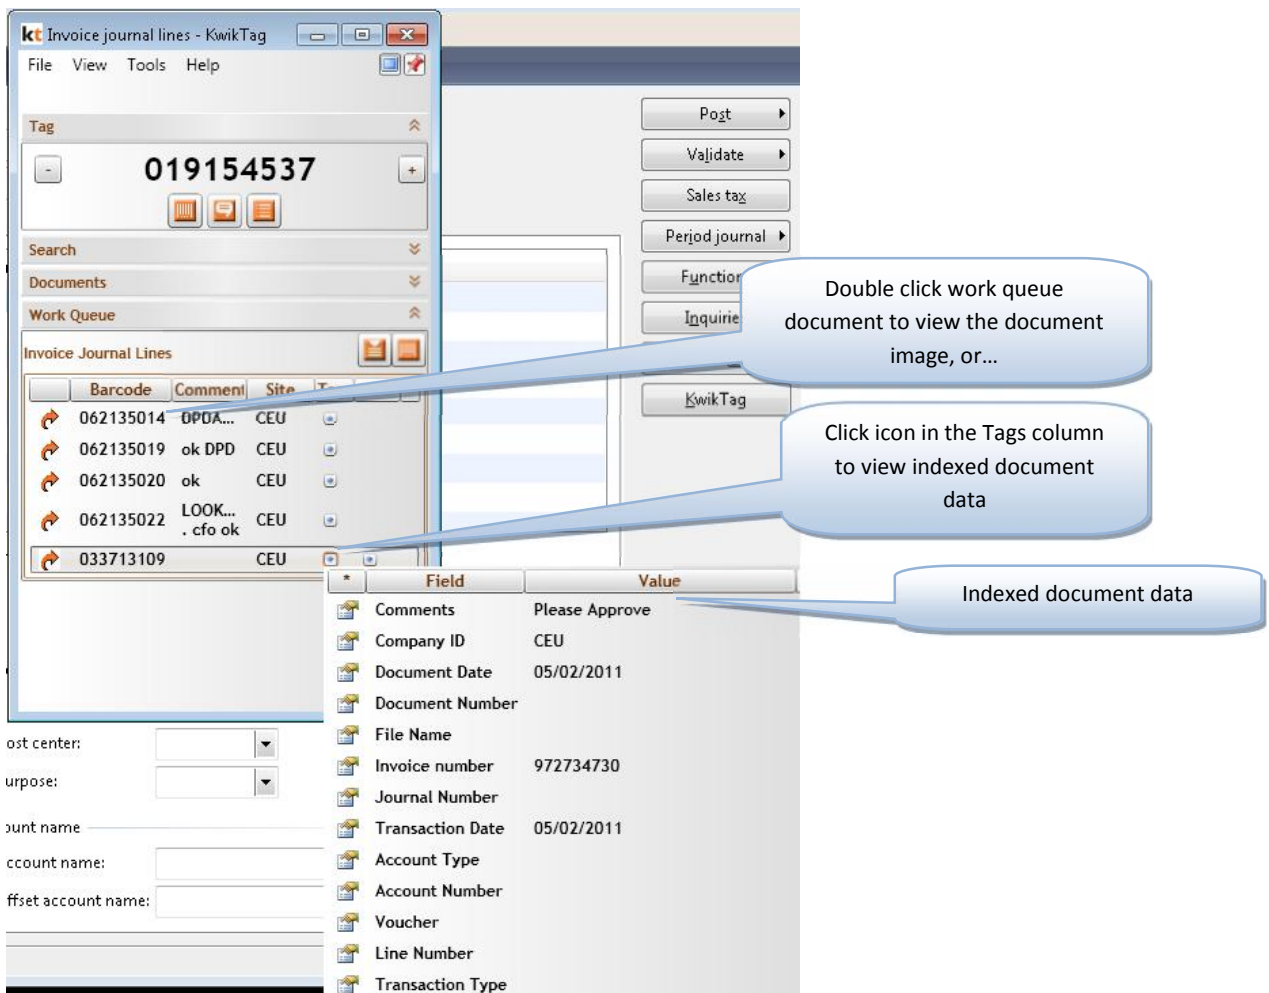 kt Invoice journal lines - KwikTag
File View Tools Help
Tag
- 019154537 +
Search
Documents
Work Queue
Invoice Journal Lines
Barcode Comment Site
062135014 DPDA... CEU
062135019 ok DPD CEU
062135020 ok CEU
062135022 LOOK... CEU
. cfo ok
033713109 CEU
Post
Validate
Sales tax
Period journal
Function
Inquirie
KwikTag
Double click work queue
document to view the document
image, or...
Click icon in the Tags column
to view indexed document
data
Indexed document data
* Field Value
Comments Please Approve
Company ID CEU
Document Date 05/02/2011
Document Number
File Name
Invoice number 972734730
Journal Number
Transaction Date 05/02/2011
Account Type
Account Number
Voucher
Line Number
Transaction Type
ost center:
urpose:
ount name
ccount name:
ffset account name: